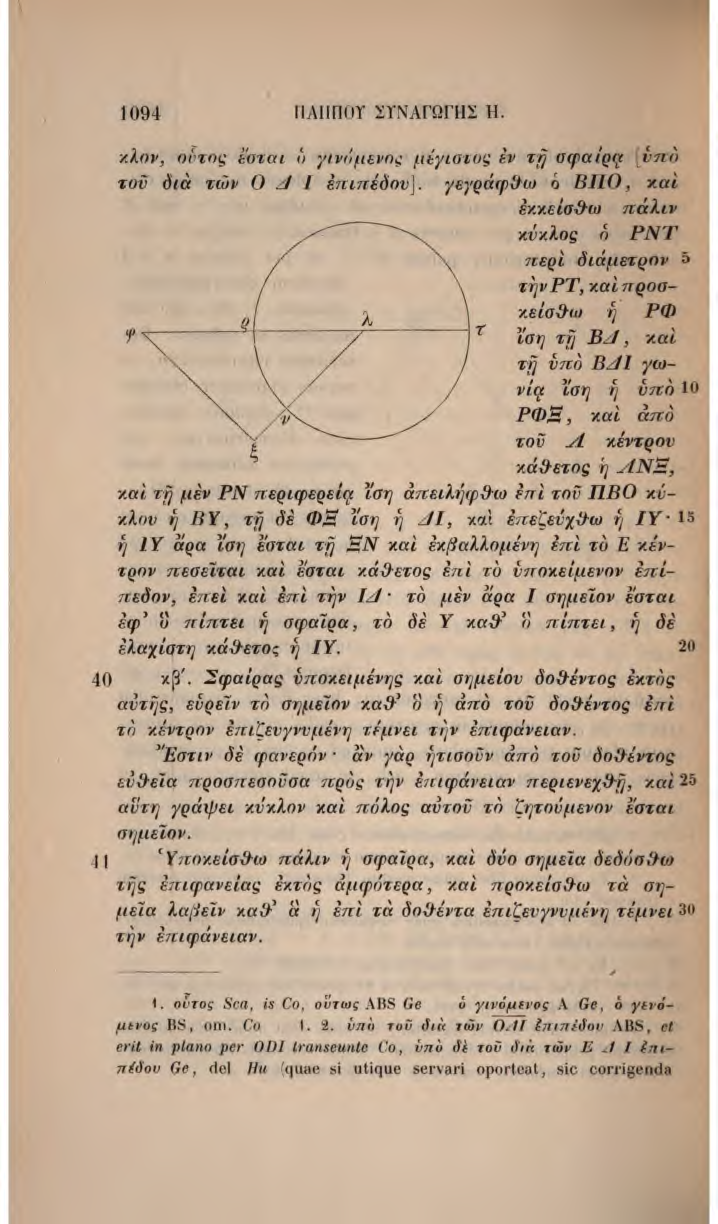 1094 ΠΑΠΠΟΥ ΣΥΝΑΓΩΓΗΣ Η.
κλον, οὗτος ἔσται ὁ γινόμενος μέγιστος ἐν τῇ σφαίρᾳ [ὑπὸ
τοῦ διὰ τῶν Ο Δ Ι ἐπιπέδου]. γεγράφθω ὁ ΒΠΟ, καὶ
ἐκκείσθω πάλιν
κύκλος ὁ ΡΝΤ
περὶ διάμετρον 5
τὴν ΡΤ, καὶ προσ-
κείσθω ἡ ΡΦ
ἴση τῇ ΒΔ, καὶ
τῇ ὑπὸ ΒΔΙ γω-
νίᾳ ἴση ἡ ὑπὸ 10
ΡΦΞ, καὶ ἀπὸ
τοῦ Λ κέντρου
κάθετος ἡ ΛΝΞ,
φ ρ λ τ
ν
ξ
καὶ τῇ μὲν ΡΝ περιφερείᾳ ἴση ἀπειλήφθω ἐπὶ τοῦ ΠΒΟ κύ-
κλου ἡ ΒΥ, τῇ δὲ ΦΞ ἴση ἡ ΔΙ, καὶ ἐπεζεύχθω ἡ ΙΥ· 15
ἡ ΙΥ ἄρα ἴση ἔσται τῇ ΞΝ καὶ ἐκβαλλομένη ἐπὶ τὸ Ε κέν-
τρον πεσεῖται καὶ ἔσται κάθετος ἐπὶ τὸ ὑποκείμενον ἐπί-
πεδον, ἐπεὶ καὶ ἐπὶ τὴν ΙΔ· τὸ μὲν ἄρα Ι σημεῖον ἔσται
ἐφ’ ὃ πίπτει ἡ σφαῖρα, τὸ δὲ Υ καθ’ ὃ πίπτει, ἡ δὲ
ἐλαχίστη κάθετος ἡ ΙΥ. 20
40 κβ΄. Σφαίρας ὑποκειμένης καὶ σημείου δοθέντος ἐκτὸς
αὐτῆς, εὑρεῖν τὸ σημεῖον καθ’ ὃ ἡ ἀπὸ τοῦ δοθέντος ἐπὶ
τὸ κέντρον ἐπιζευγνυμένη τέμνει τὴν ἐπιφάνειαν.
Ἔστιν δὲ φανερόν· ἂν γὰρ ἡτισοῦν ἀπὸ τοῦ δοθέντος
εὐθεῖα προσπεσοῦσα πρὸς τὴν ἐπιφάνειαν περιενεχθῇ, καὶ 25
αὕτη γράψει κύκλον καὶ πόλος αὐτοῦ τὸ ζητούμενον ἔσται
σημεῖον.
41 Ὑποκείσθω πάλιν ἡ σφαῖρα, καὶ δύο σημεῖα δεδόσθω
τῆς ἐπιφανείας ἐκτὸς ἀμφότερα, καὶ προκείσθω τὰ ση-
μεῖα λαβεῖν καθ’ ἃ ἡ ἐπὶ τὰ δοθέντα ἐπιζευγνυμένη τέμνει 30
τὴν ἐπιφάνειαν.
1. οὗτος Sca, is Co, οὕτως ABS Ge ὁ γινόμενος A Ge, ὁ γενό-
μενος BS, om. Co 1. 2. ὑπὸ τοῦ διὰ τῶν ΟΔΙ ἐπιπέδου ABS, et
erit in plano per ODI transeunte Co, ὑπὸ δὲ τοῦ διὰ τῶν Ε Δ Ι ἐπι-
πέδου Ge, del Hu (quae si utique servari oporteat, sic corrigenda